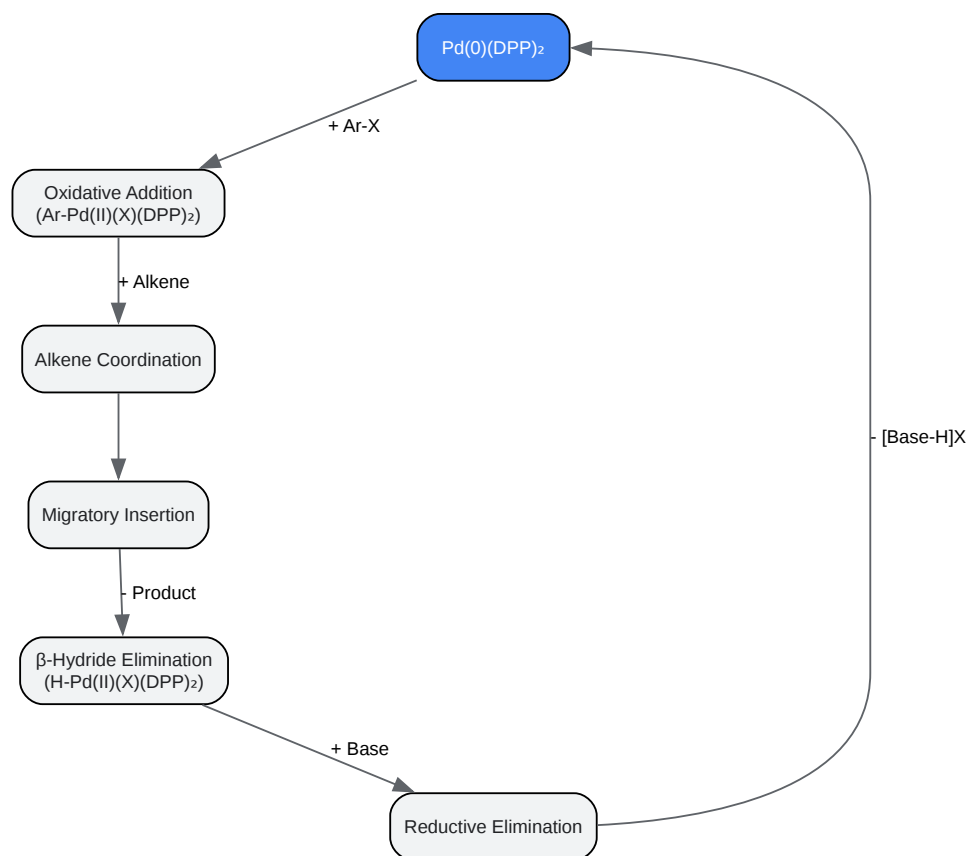 Pd(0)(DPP)₂
+ Ar-X
Oxidative Addition
(Ar-Pd(II)(X)(DPP)₂)
+ Alkene
Alkene Coordination
Migratory Insertion
- Product
β-Hydride Elimination
(H-Pd(II)(X)(DPP)₂)
+ Base
Reductive Elimination
- [Base-H]X